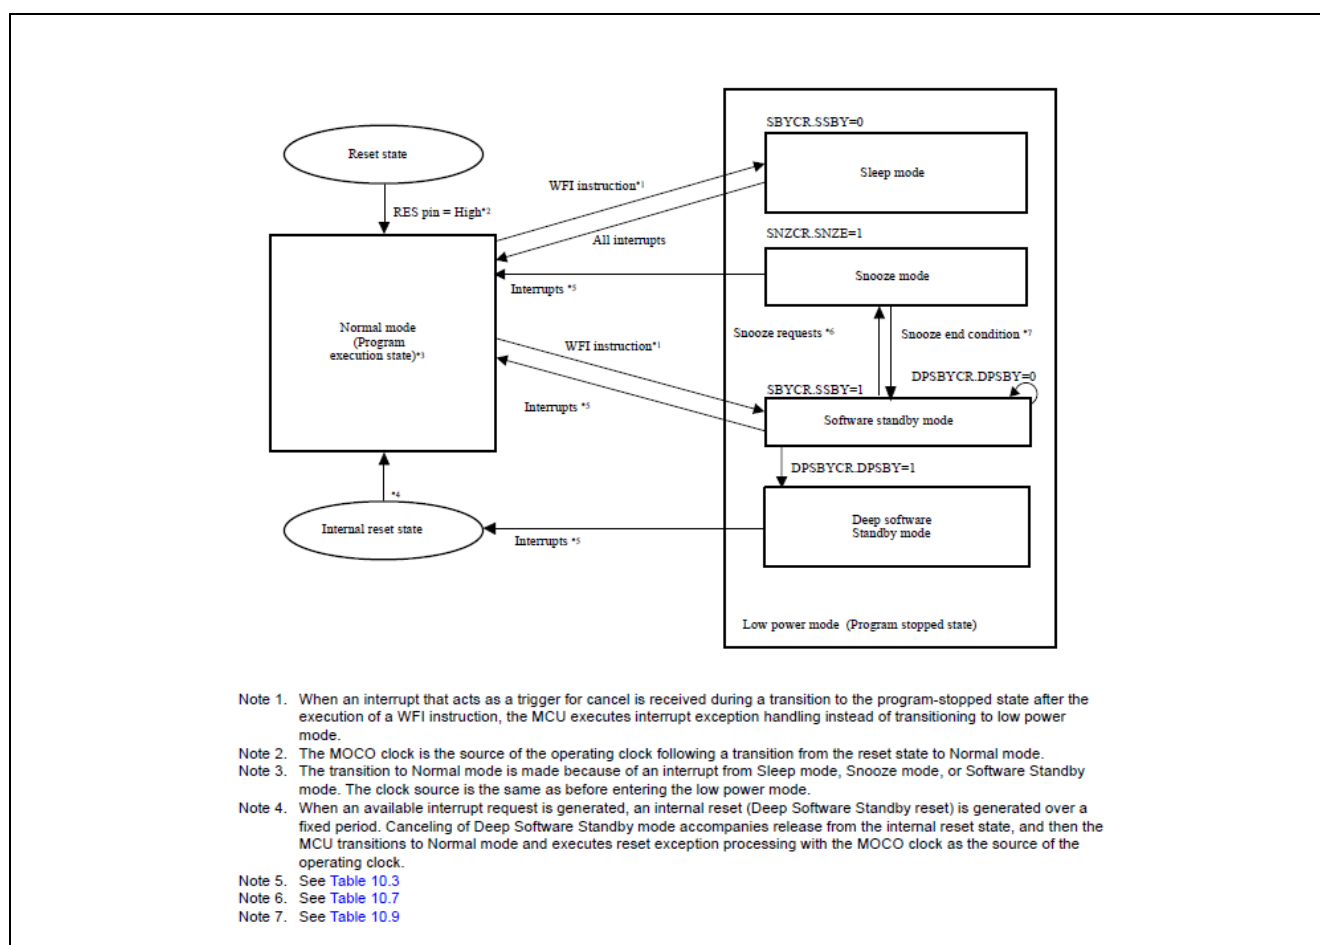 SBYCR.SSBY=0
Reset state
Sleep mode
WFI instruction*1
RES pin = High*2
All interrupts
SNZCR.SNZE=1
Snooze mode
Interrupts *5
Normal mode
(Program
execution state)*3
Snooze requests *6
Snooze end condition *7
WFI instruction*1
DPSBYCR.DPSBY=0
SBYCR.SSBY=1
Interrupts *5
Software standby mode
DPSBYCR.DPSBY=1
*4
Internal reset state
Deep software
Standby mode
Interrupts *5
Low power mode (Program stopped state)
Note 1. When an interrupt that acts as a trigger for cancel is received during a transition to the program-stopped state after the
execution of a WFI instruction, the MCU executes interrupt exception handling instead of transitioning to low power
mode.
Note 2. The MOCO clock is the source of the operating clock following a transition from the reset state to Normal mode.
Note 3. The transition to Normal mode is made because of an interrupt from Sleep mode, Snooze mode, or Software Standby
mode. The clock source is the same as before entering the low power mode.
Note 4. When an available interrupt request is generated, an internal reset (Deep Software Standby reset) is generated over a
fixed period. Canceling of Deep Software Standby mode accompanies release from the internal reset state, and then the
MCU transitions to Normal mode and executes reset exception processing with the MOCO clock as the source of the
operating clock.
Note 5. See Table 10.3
Note 6. See Table 10.7
Note 7. See Table 10.9